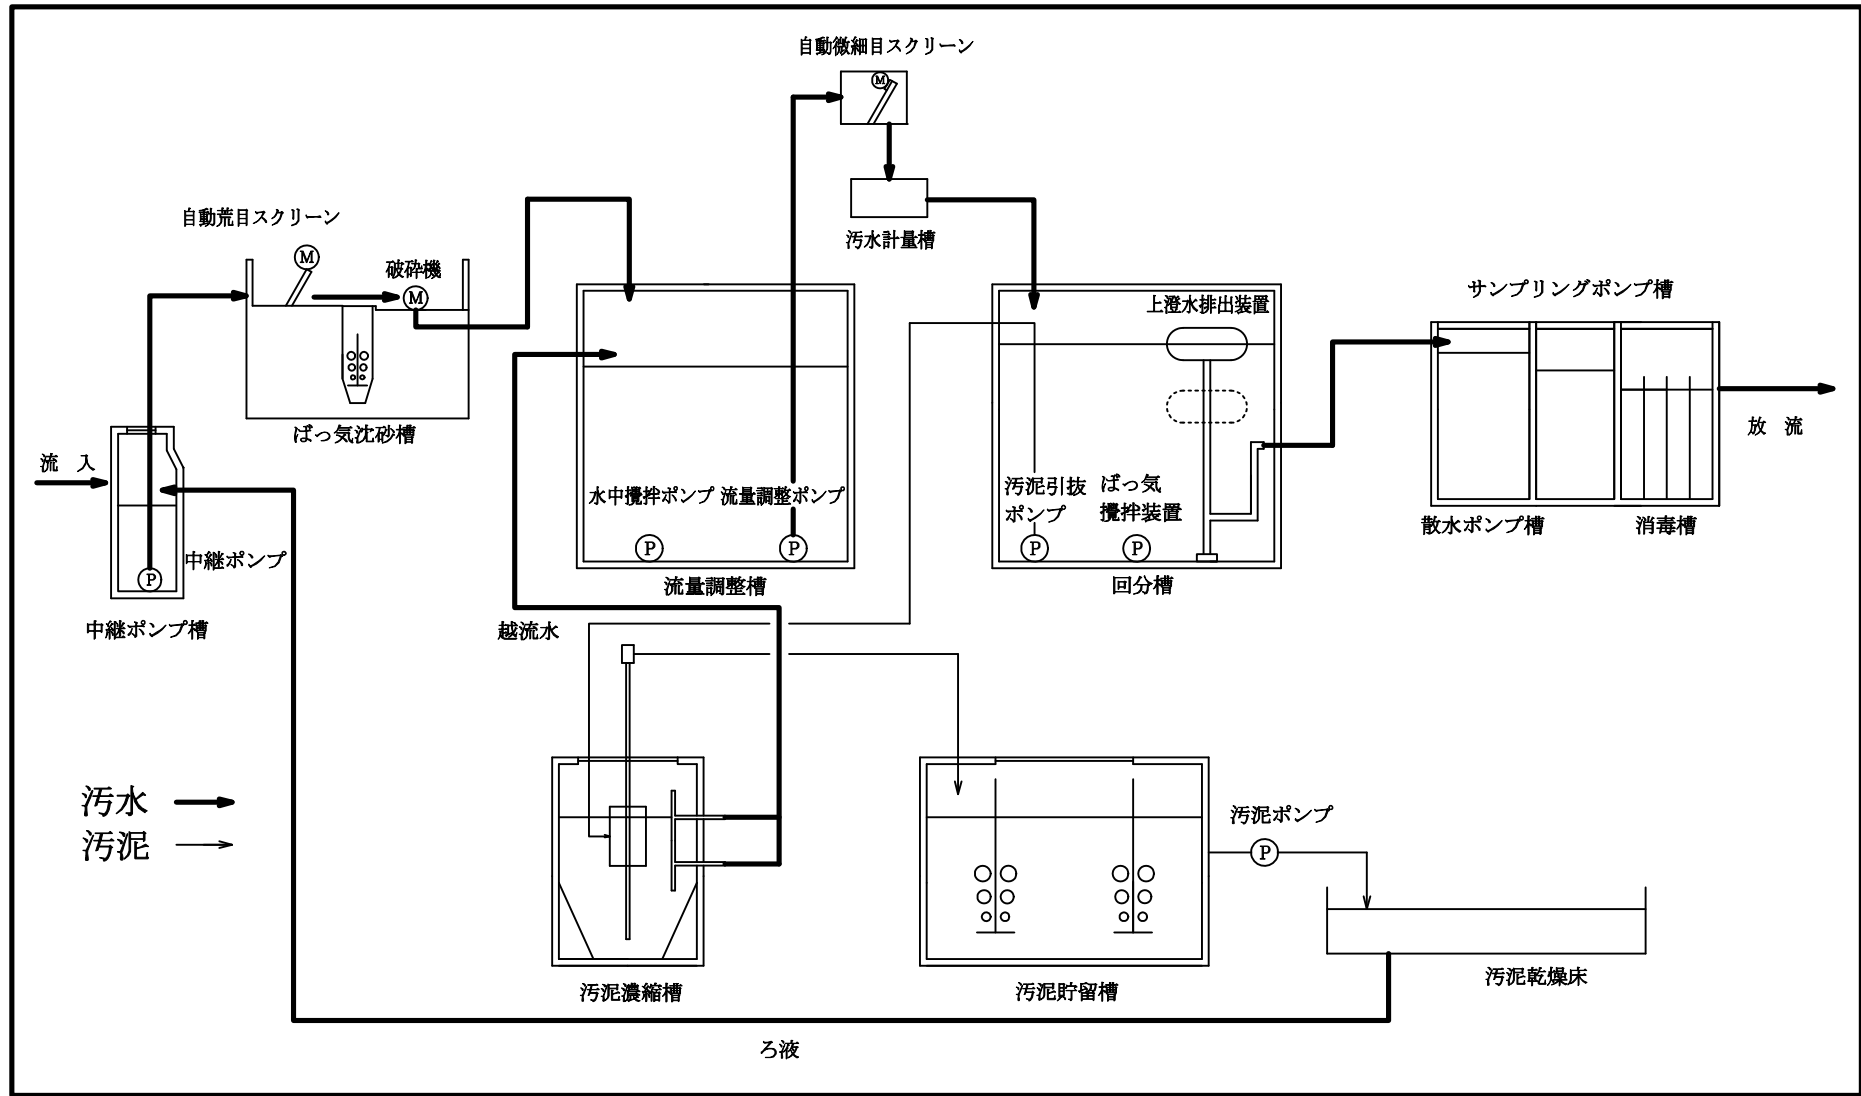 自動微細目スクリーン
M
汚水計量槽
自動荒目スクリーン
M
破砕機
M
ばっ気沈砂槽
流 入
P
中継ポンプ
中継ポンプ槽
水中攪拌ポンプ
流量調整ポンプ
P
P
流量調整槽
越流水
上澄水排出装置
汚泥引抜
ポンプ
ばっ気
攪拌装置
P
P
回分槽
サンプリングポンプ槽
放 流
散水ポンプ槽
消毒槽
汚水
汚泥
汚泥濃縮槽
汚泥貯留槽
汚泥ポンプ
P
汚泥乾燥床
ろ液